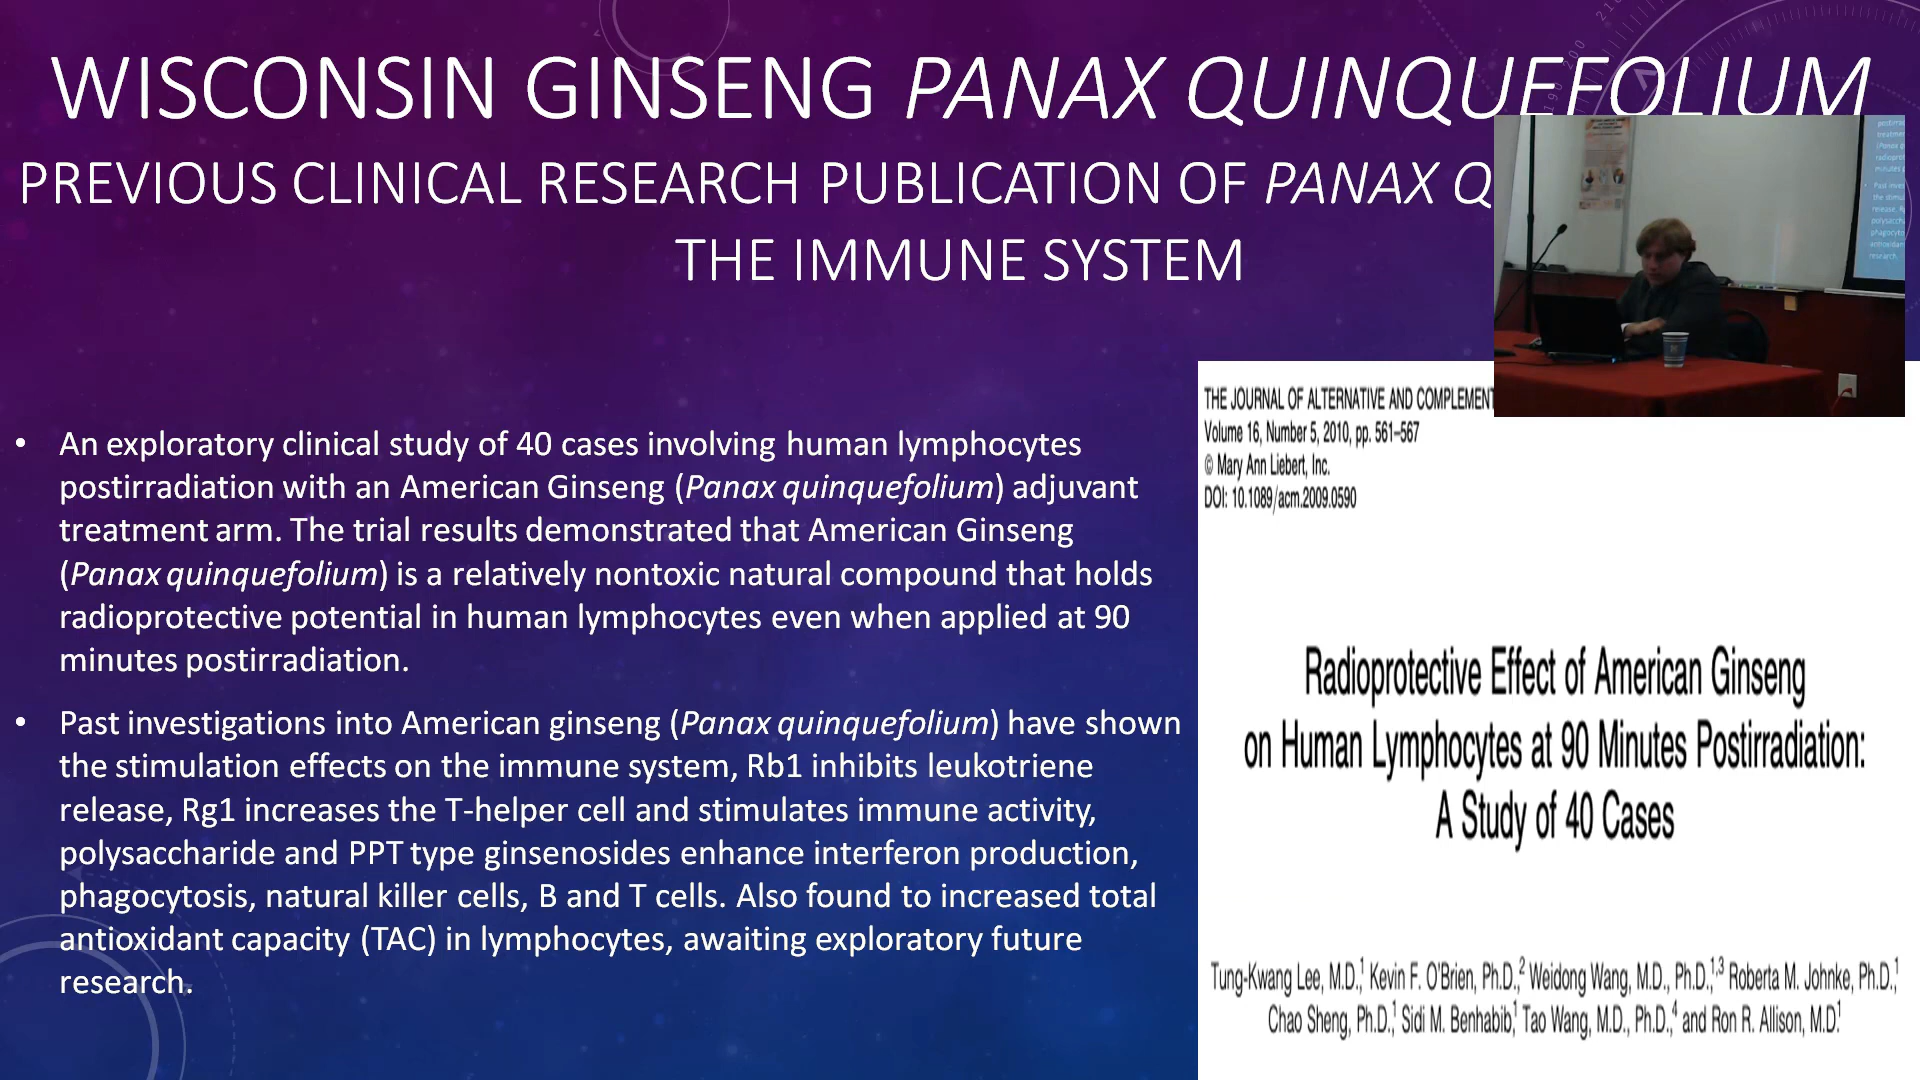 WISCONSIN GINSENG PANAX QUINQUEFOLIUM
PREVIOUS CLINICAL RESEARCH PUBLICATION OF PANAX Q
THE IMMUNE SYSTEM
• An exploratory clinical study of 40 cases involving human lymphocytes
postirradiation with an American Ginseng (Panax quinquefolium) adjuvant
treatment arm. The trial results demonstrated that American Ginseng
(Panax quinquefolium) is a relatively nontoxic natural compound that holds
radioprotective potential in human lymphocytes even when applied at 90
minutes postirradiation.
• Past investigations into American ginseng (Panax quinquefolium) have shown
the stimulation effects on the immune system, Rb1 inhibits leukotriene
release, Rg1 increases the T-helper cell and stimulates immune activity,
polysaccharide and PPT type ginsenosides enhance interferon production,
phagocytosis, natural killer cells, B and T cells. Also found to increased total
antioxidant capacity (TAC) in lymphocytes, awaiting exploratory future
research.
THE JOURNAL OF ALTERNATIVE AND COMPLEMENT
Volume 16, Number 5, 2010, pp. 561–567
© Mary Ann Liebert, Inc.
DOI: 10.1089/acm.2009.0590
Radioprotective Effect of American Ginseng
on Human Lymphocytes at 90 Minutes Postirradiation:
A Study of 40 Cases
Tung-Kwang Lee, M.D.,1 Kevin F. O'Brien, Ph.D.,2 Weidong Wang, M.D., Ph.D.,1,3 Roberta M. Johnke, Ph.D.,1
Chao Sheng, Ph.D.,1 Sidi M. Benhabib,1 Tao Wang, M.D., Ph.D.,4 and Ron R. Allison, M.D.1